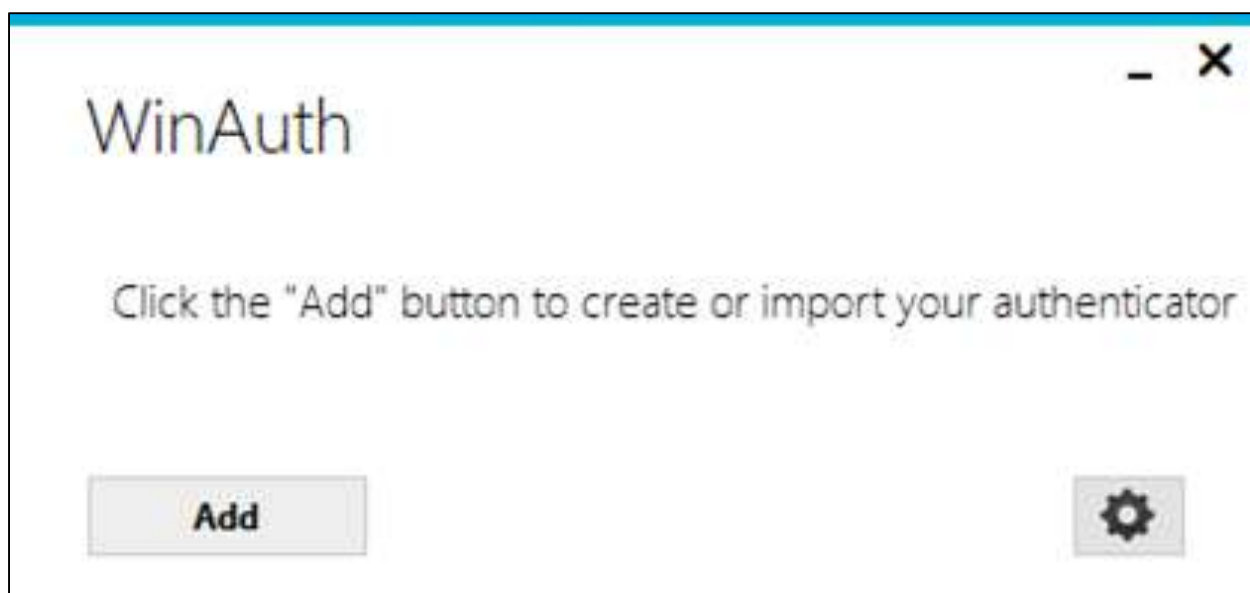 WinAuth
Click the "Add" button to create or import your authenticator
Add